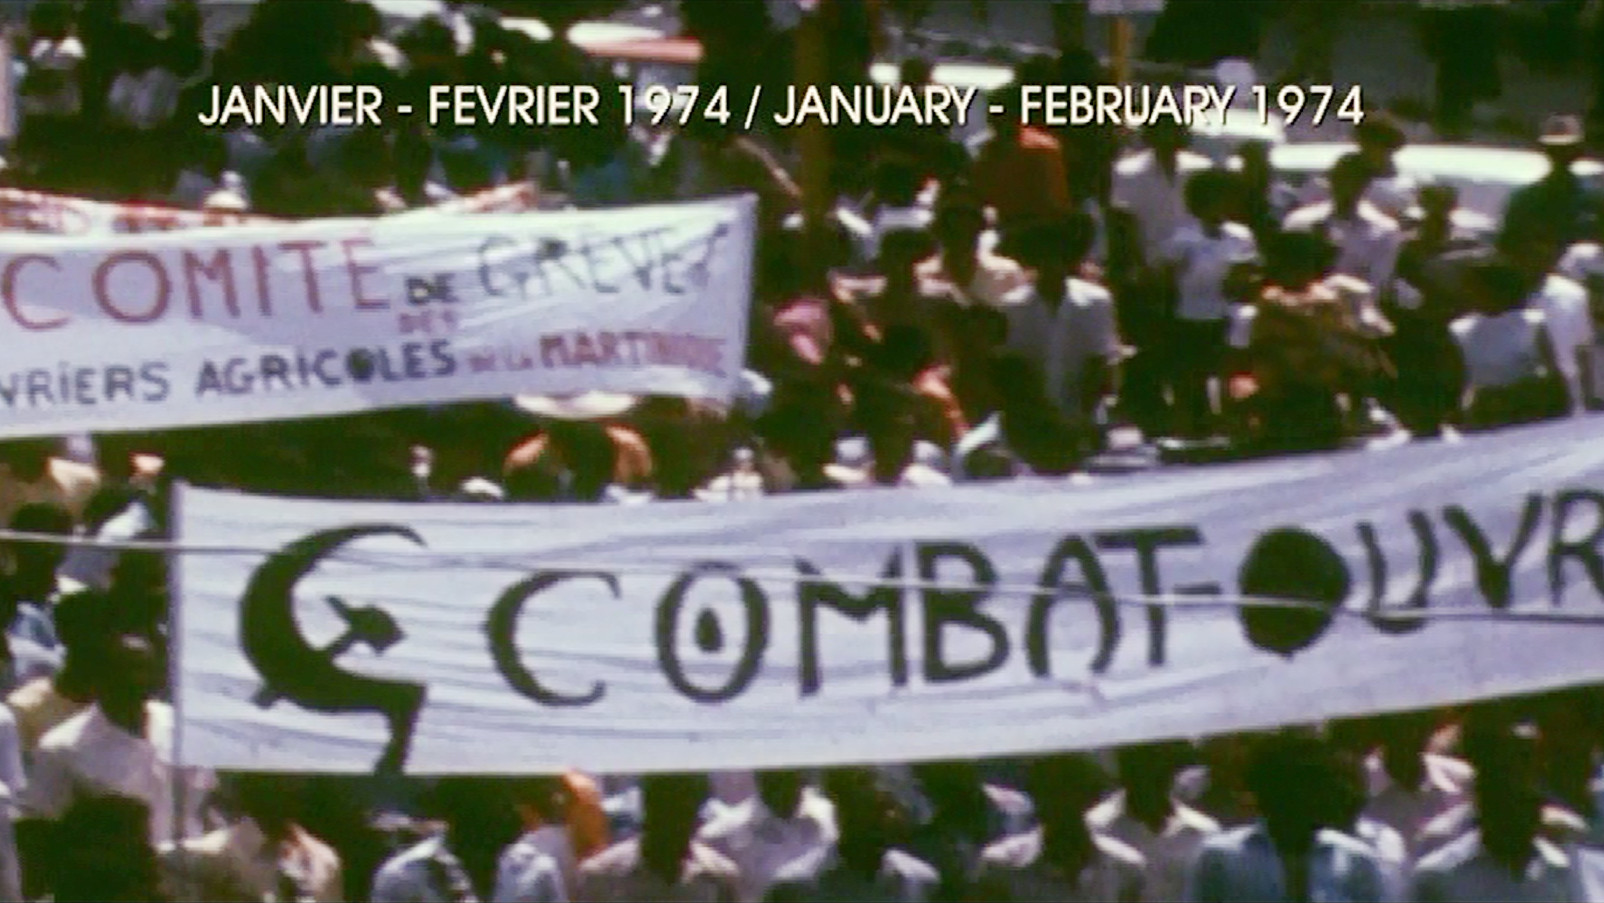 JANVIER - FEVRIER 1974 / JANUARY - FEBRUARY 1974
COMITE DE GREVE
DES
VRIERS AGRICOLES DE LA MARTINIQUE
COMBAT-OUVR